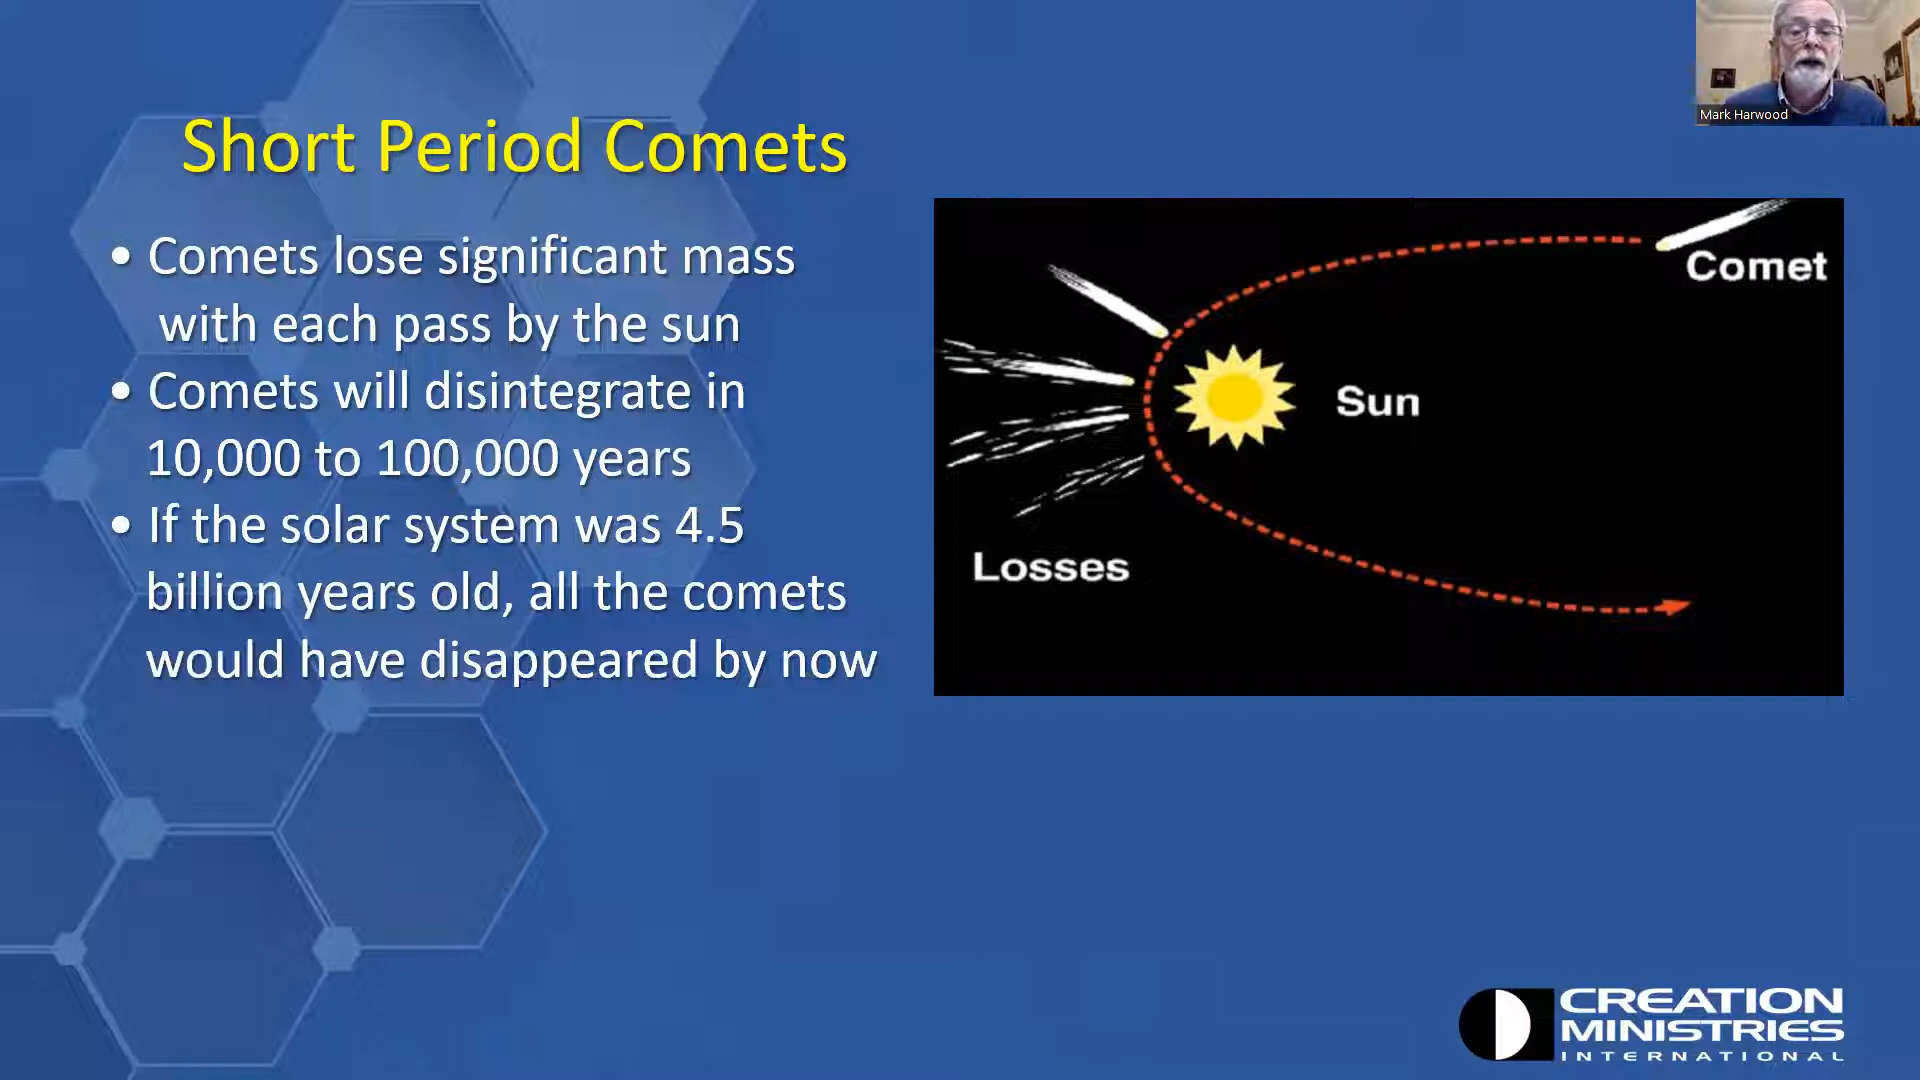 Mark Harwood
Short Period Comets
• Comets lose significant mass
with each pass by the sun
• Comets will disintegrate in
10,000 to 100,000 years
• If the solar system was 4.5
billion years old, all the comets
would have disappeared by now
Comet
Sun
Losses
CREATION
MINISTRIES
INTERNATIONAL